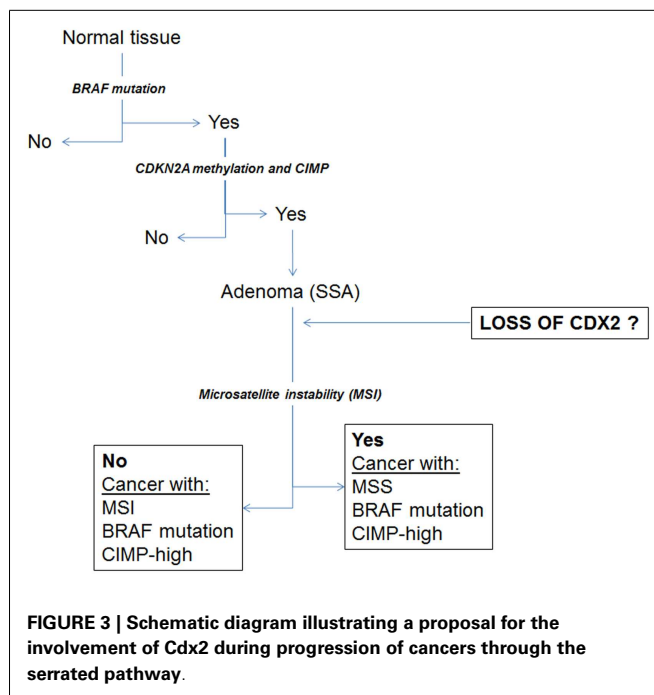 Normal tissue
BRAF mutation
No
Yes
CDKN2A methylation and CIMP
No
Yes
Adenoma (SSA)
LOSS OF CDX2 ?
Microsatellite instability (MSI)
No
Cancer with:
MSI
BRAF mutation
CIMP-high
Yes
Cancer with:
MSS
BRAF mutation
CIMP-high
FIGURE 3 | Schematic diagram illustrating a proposal for the
involvement of Cdx2 during progression of cancers through the
serrated pathway.